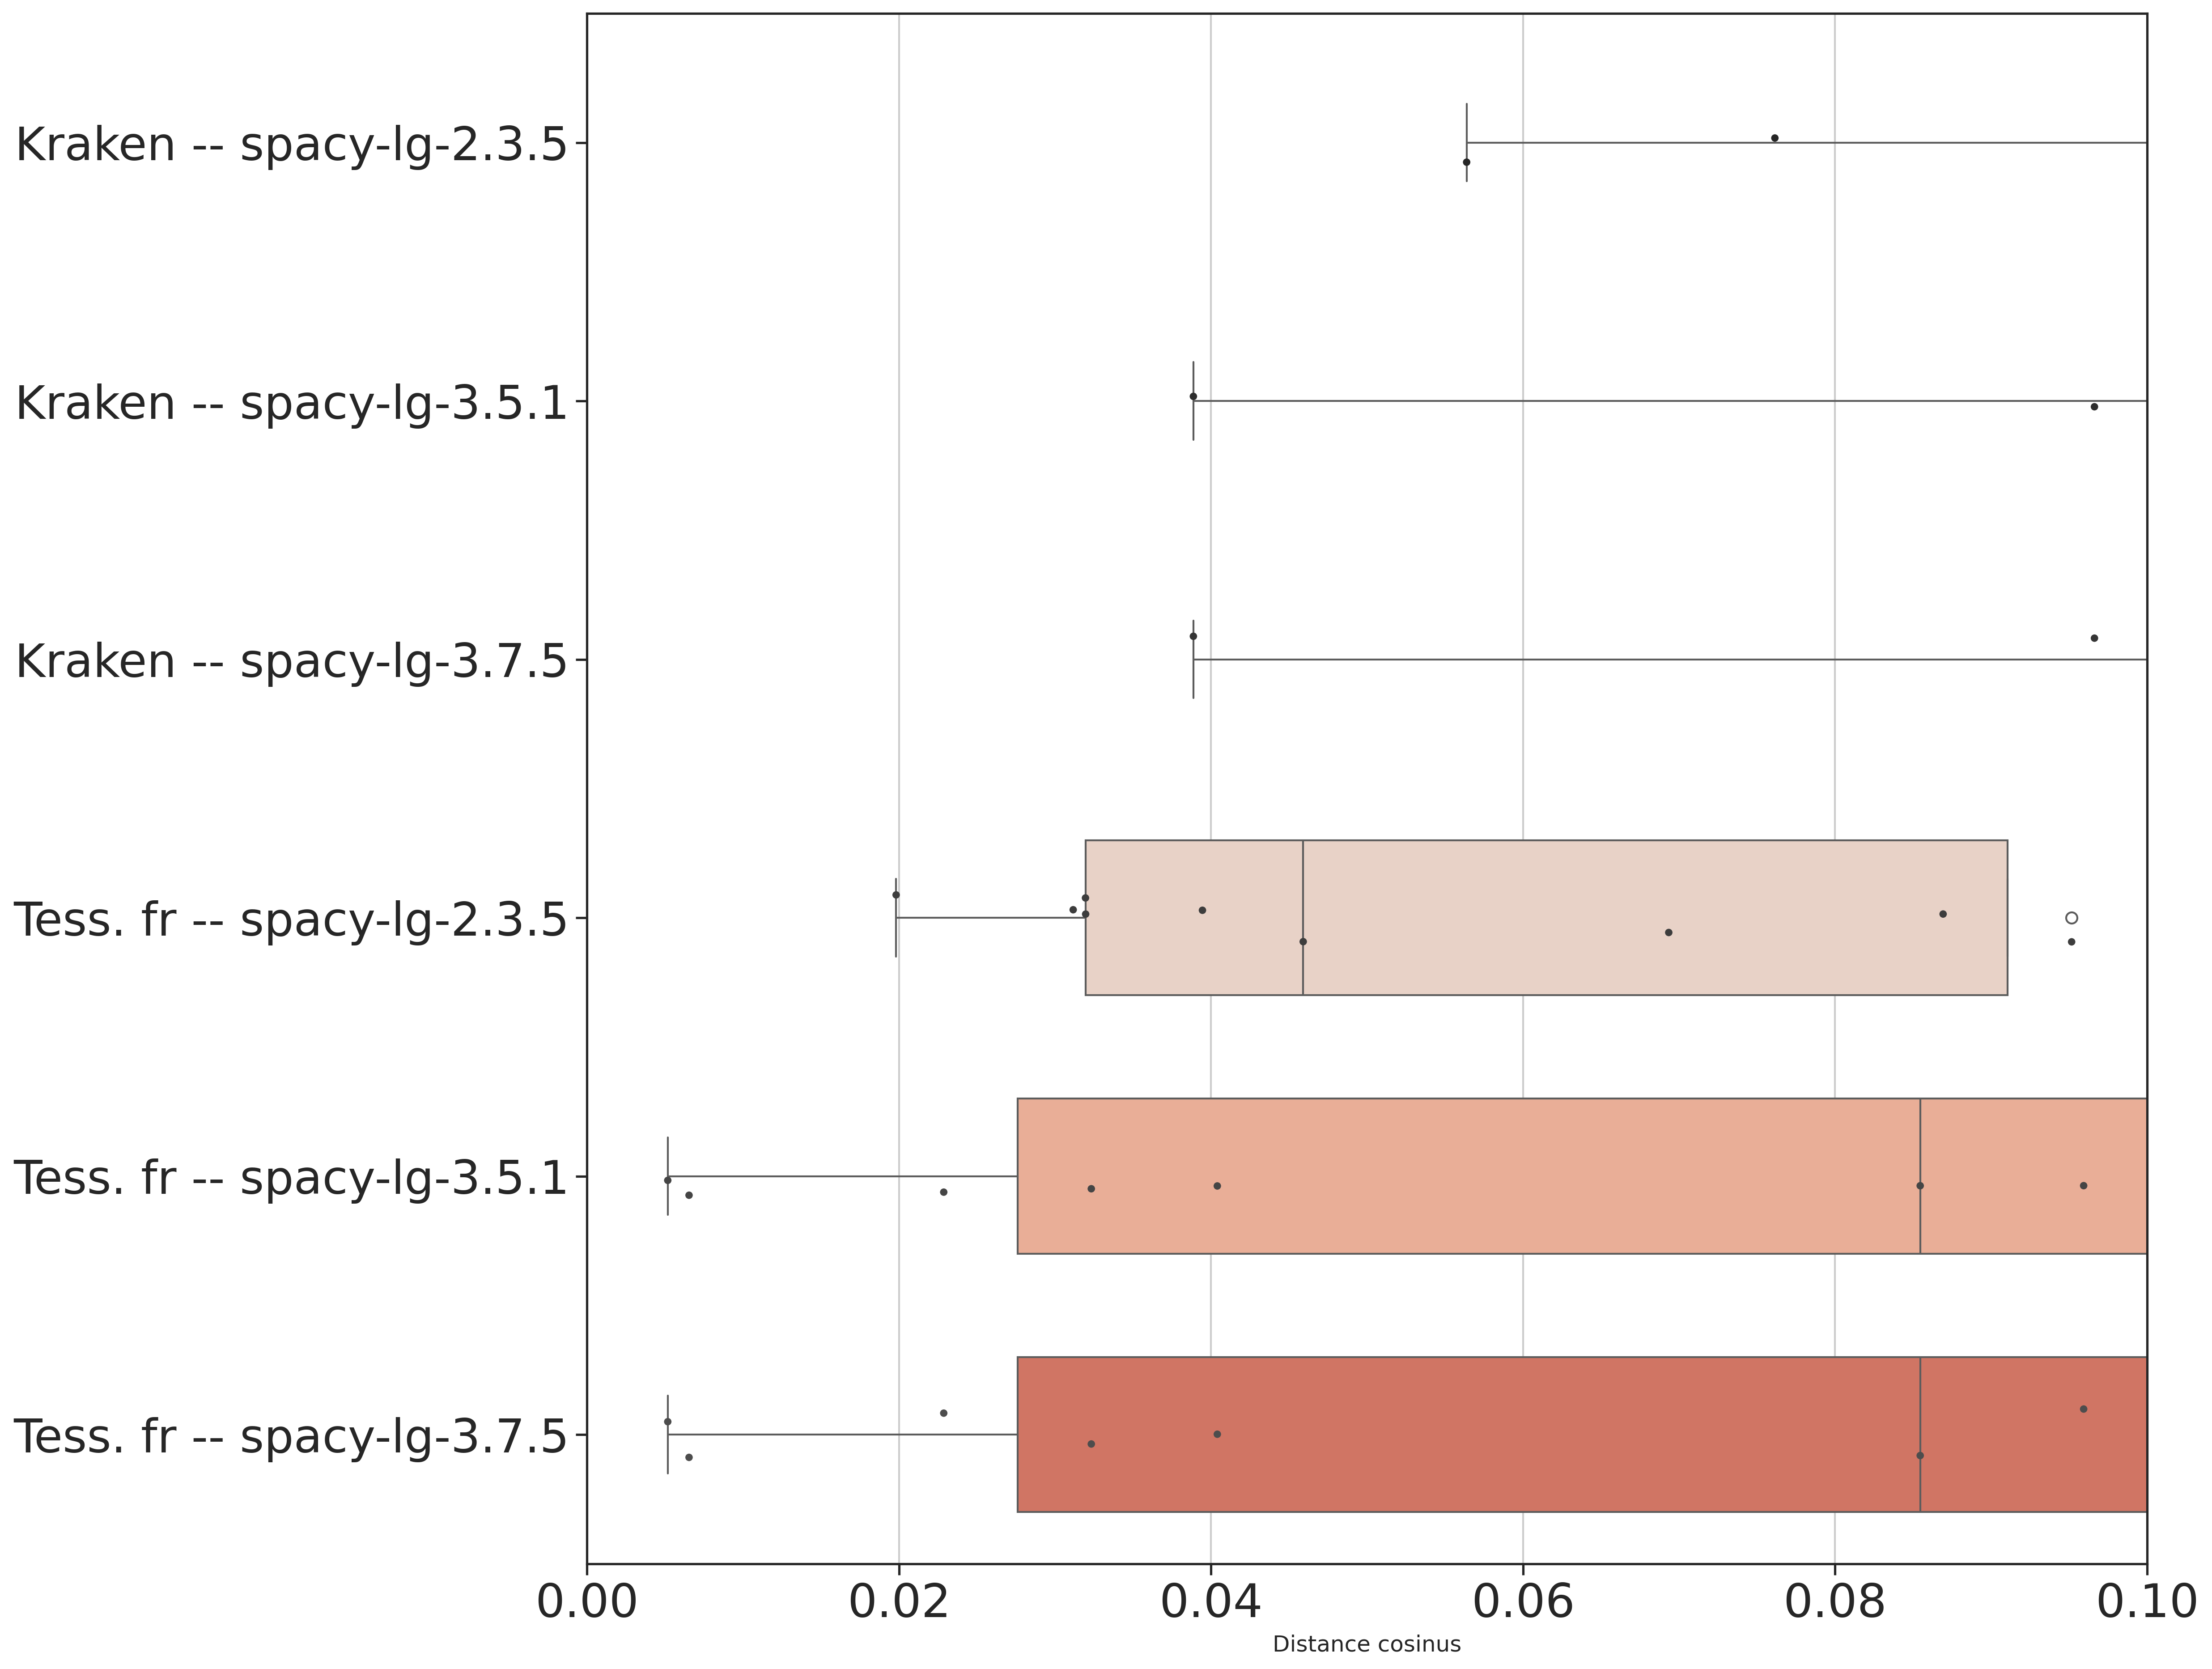 Kraken -- spacy-lg-2.3.5
Kraken -- spacy-lg-3.5.1
Kraken -- spacy-lg-3.7.5
Tess. fr -- spacy-lg-2.3.5
Tess. fr -- spacy-lg-3.5.1
Tess. fr -- spacy-lg-3.7.5
0.00 0.02 0.04 0.06 0.08 0.10
Distance cosinus